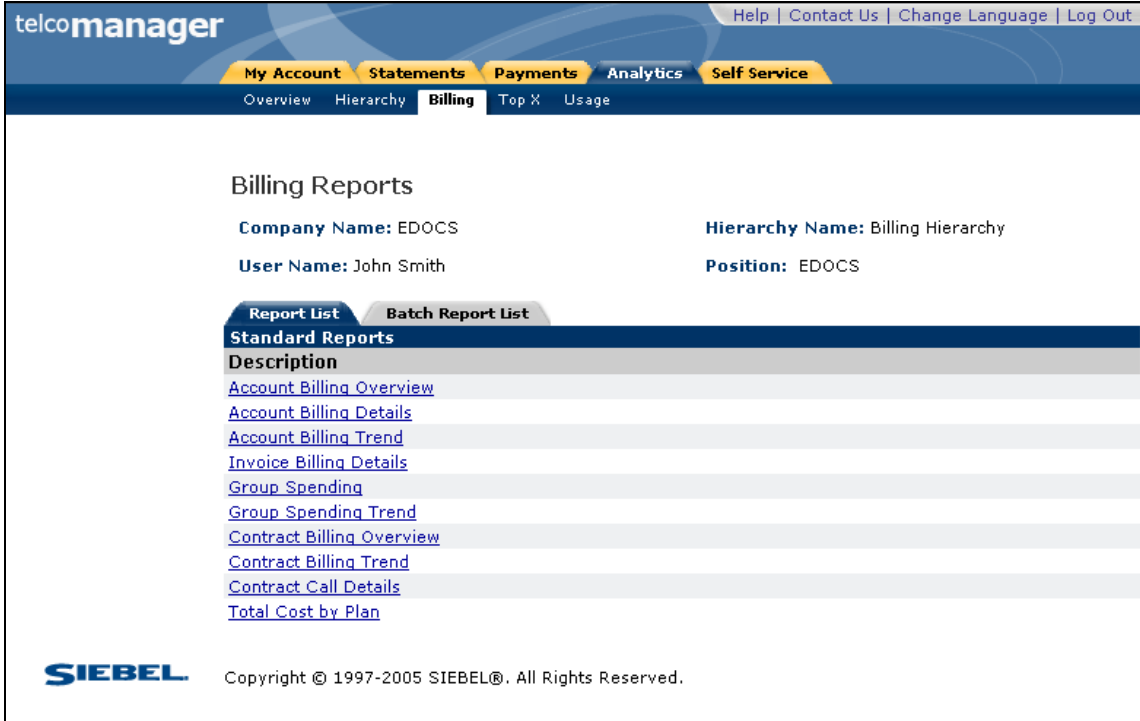 telcomanager
Help | Contact Us | Change Language | Log Out
My Account Statements Payments Analytics Self Service
Overview Hierarchy Billing Top X Usage
Billing Reports
Company Name: EDOCS Hierarchy Name: Billing Hierarchy
User Name: John Smith Position: EDOCS
Report List Batch Report List
Standard Reports
Description
Account Billing Overview
Account Billing Details
Account Billing Trend
Invoice Billing Details
Group Spending
Group Spending Trend
Contract Billing Overview
Contract Billing Trend
Contract Call Details
Total Cost by Plan
SIEBEL. Copyright © 1997-2005 SIEBEL®. All Rights Reserved.